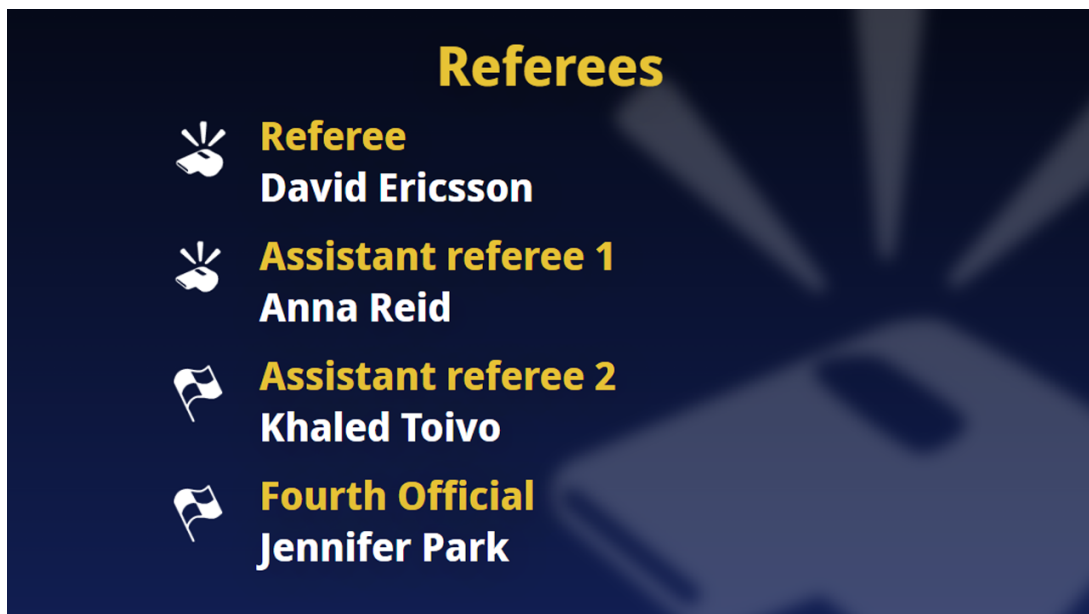 Referees
Referee
David Ericsson
Assistant referee 1
Anna Reid
Assistant referee 2
Khaled Toivo
Fourth Official
Jennifer Park